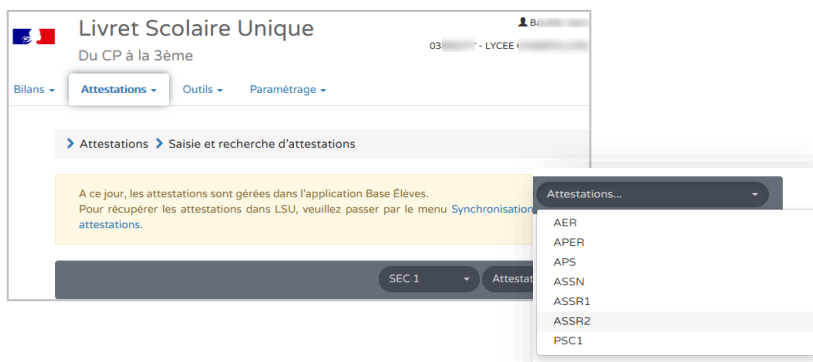 Livret Scolaire Unique
Du CP à la 3ème
- LYCEE
Bilans
Attestations
Outils
Paramétrage
Attestations
Saisie et recherche d'attestations
A ce jour, les attestations sont gérées dans l'application Base Élèves.
Pour récupérer les attestations dans LSU, veuillez passer par le menu Synchronisation
attestations.
SEC 1
Attestat
Attestations...
AER
APER
APS
ASSN
ASSR1
ASSR2
PSC1